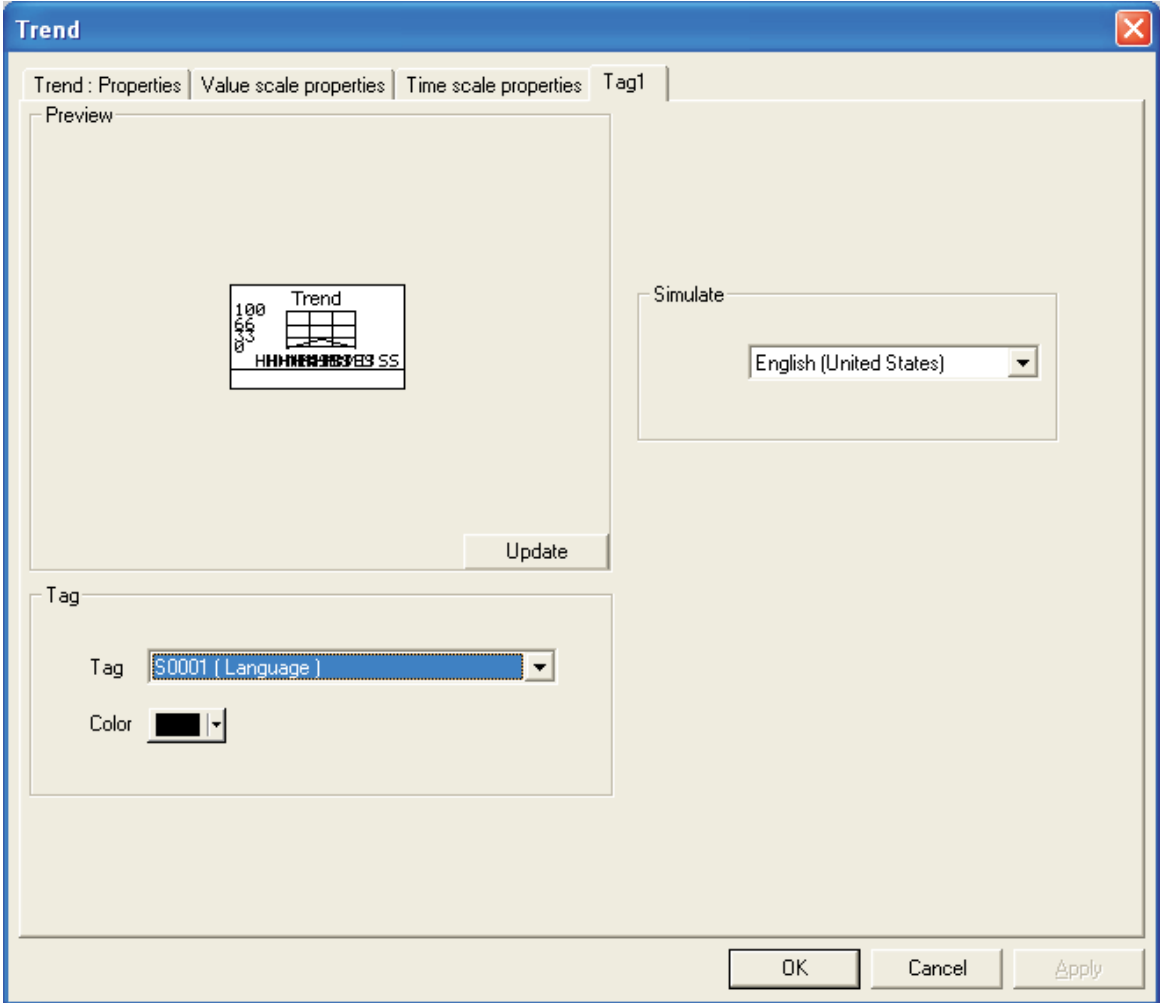 Trend
Trend : Properties
Value scale properties
Time scale properties
Tag1
Preview
Trend
100
66
33
0
SS
Update
Simulate
English (United States)
Tag
Tag
S0001 ( Language )
Color
OK
Cancel
Apply